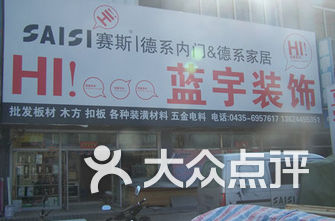 SAISI 赛斯 德系内门&德系家居 HI!
HI! 蓝宇装饰
批发板材 木方 扣板 各种装潢材料 五金电料 电话:0435-6957617
大众点评